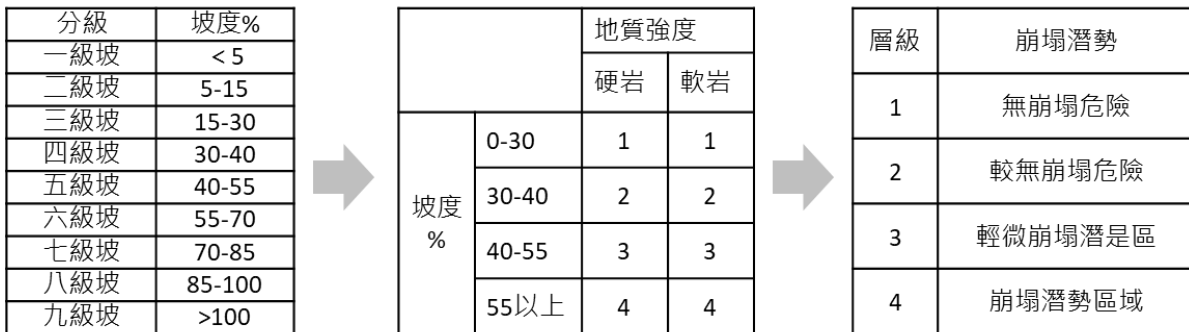 分級 坡度%
一級坡 < 5
二級坡 5-15
三級坡 15-30
四級坡 30-40
五級坡 40-55
六級坡 55-70
七級坡 70-85
八級坡 85-100
九級坡 >100
地質強度
硬岩 軟岩
坡度
%
0-30 1 1
30-40 2 2
40-55 3 3
55以上 4 4
層級 崩塌潛勢
1 無崩塌危險
2 較無崩塌危險
3 輕微崩塌潛是區
4 崩塌潛勢區域